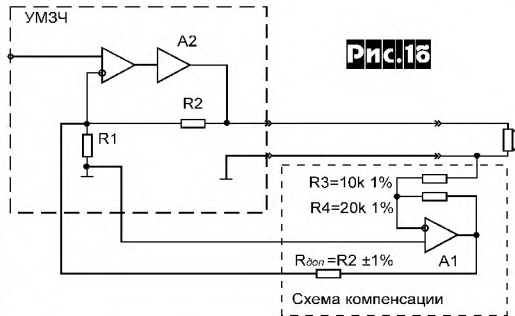 УМЗЧ
A2
Рис.1б
R2
R1
R3=10k 1%
R4=20k 1%
Rдоп =R2 ±1%
A1
Схема компенсации